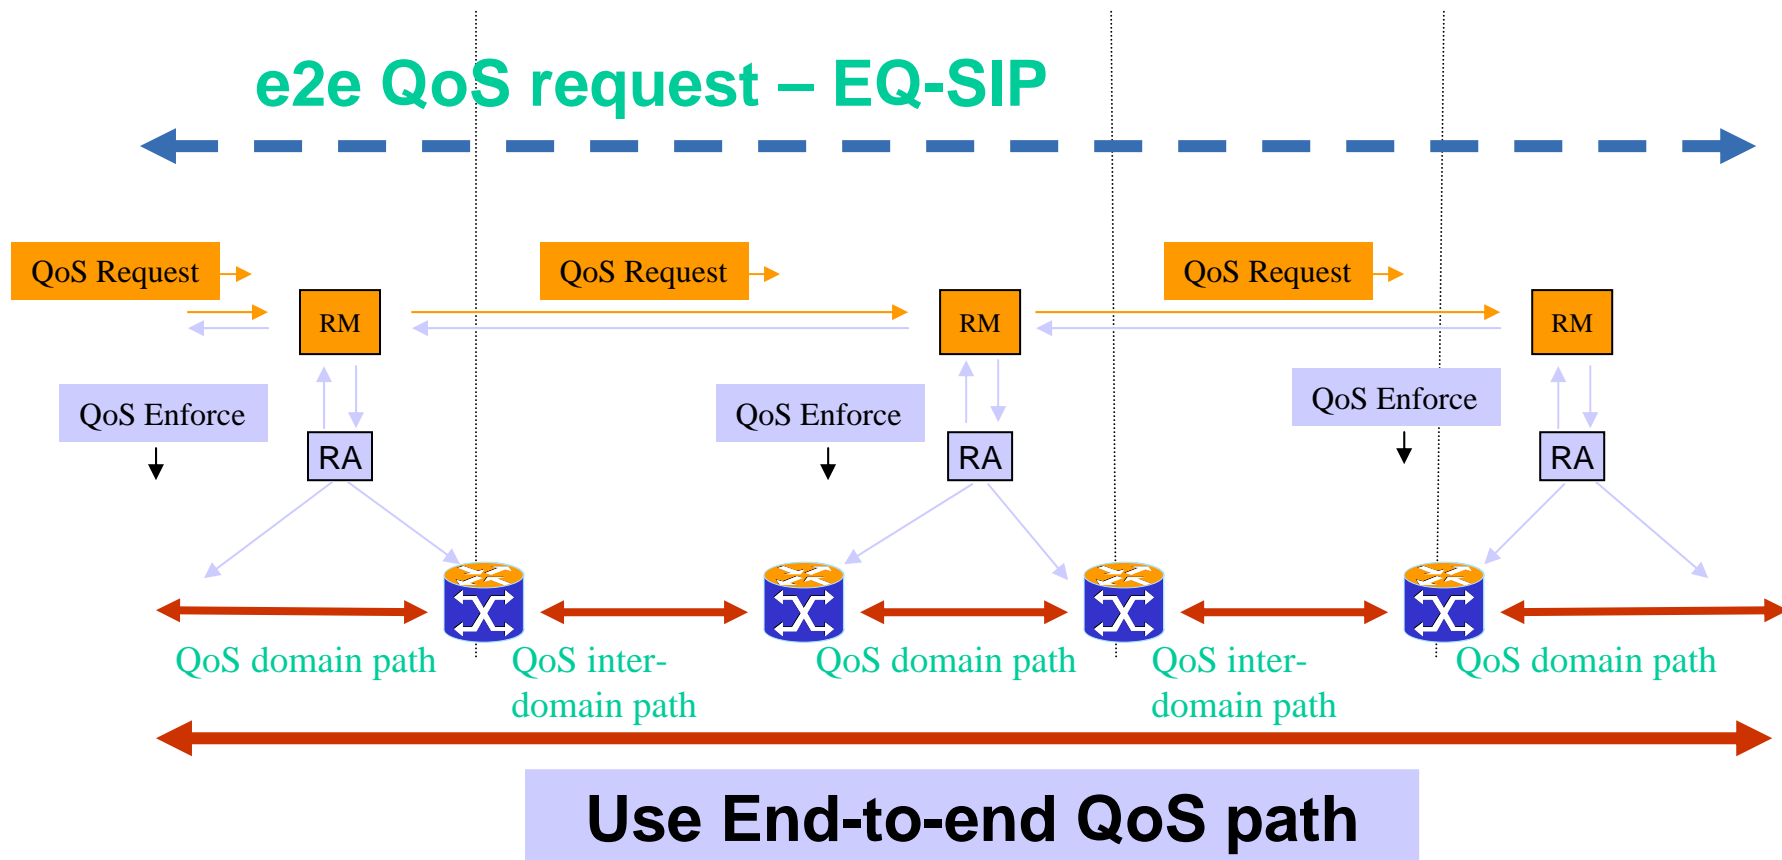 e2e QoS request – EQ-SIP
QoS Request
QoS Request
QoS Request
RM
RM
RM
QoS Enforce
QoS Enforce
QoS Enforce
RA
RA
RA
QoS domain path
QoS inter-
domain path
QoS domain path
QoS inter-
domain path
QoS domain path
Use End-to-end QoS path